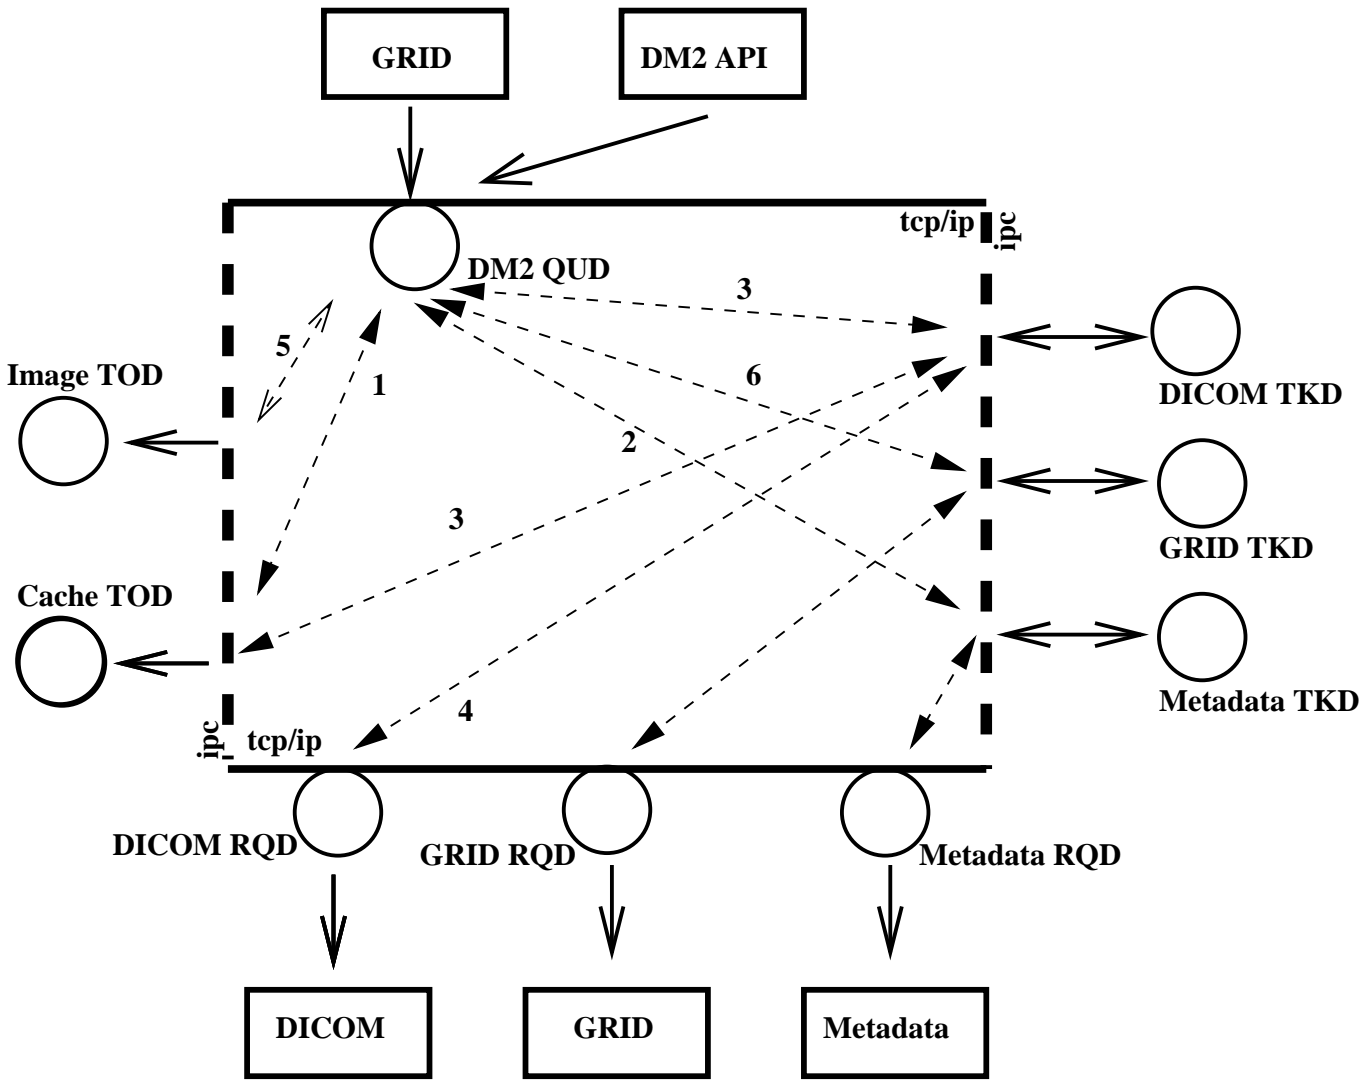 GRID
DM2 API
tcp/ip
ipc
DM2 QUD
3
5
Image TOD
1
6
DICOM TKD
2
3
GRID TKD
Cache TOD
Metadata TKD
4
ipc
tcp/ip
DICOM RQD
GRID RQD
Metadata RQD
DICOM
GRID
Metadata